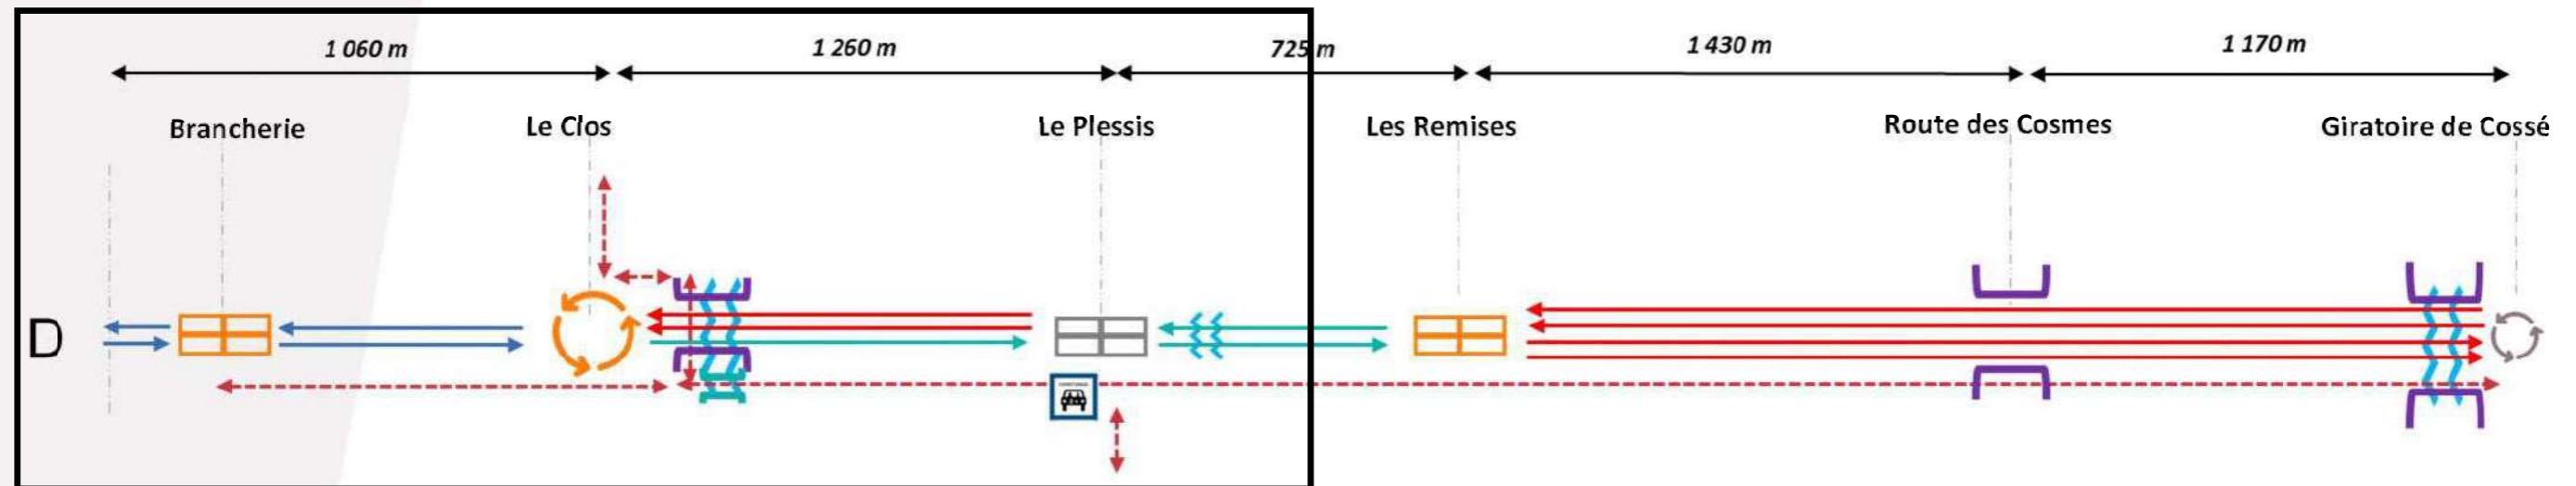 1 060 m
1 260 m
725 m
1 430 m
1 170 m
Brancherie
Le Clos
Le Plessis
Les Remises
Route des Cosmes
Giratoire de Cossé
D